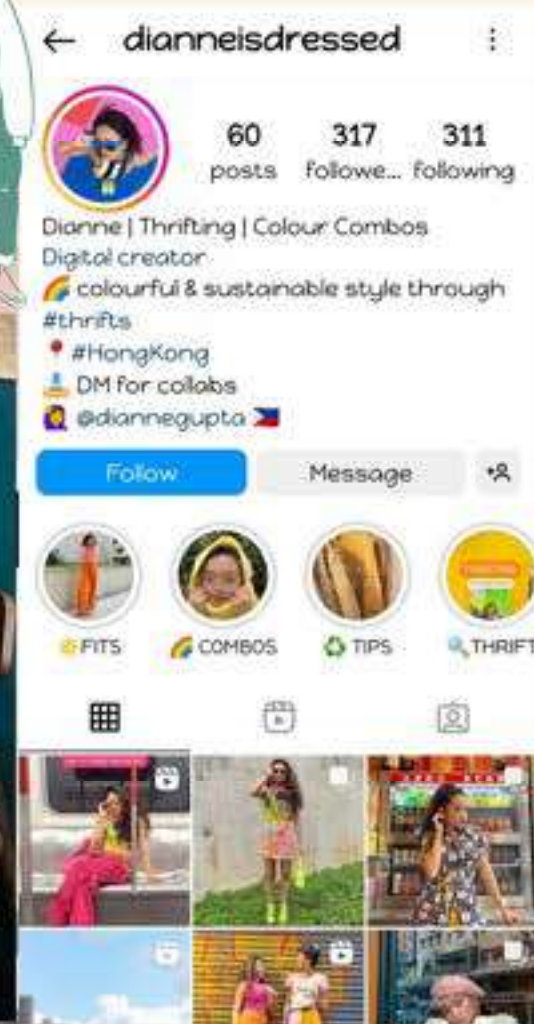 dianneisdressed
60 317 311
posts followe... following
Dianne | Thrifting | Colour Combos
Digital creator
🌈 colourful & sustainable style through
#thrifts
📍 #HongKong
DM for collabs
@diannegupta 🇵🇭
Follow Message
FITS COMBOS TIPS THRIFT